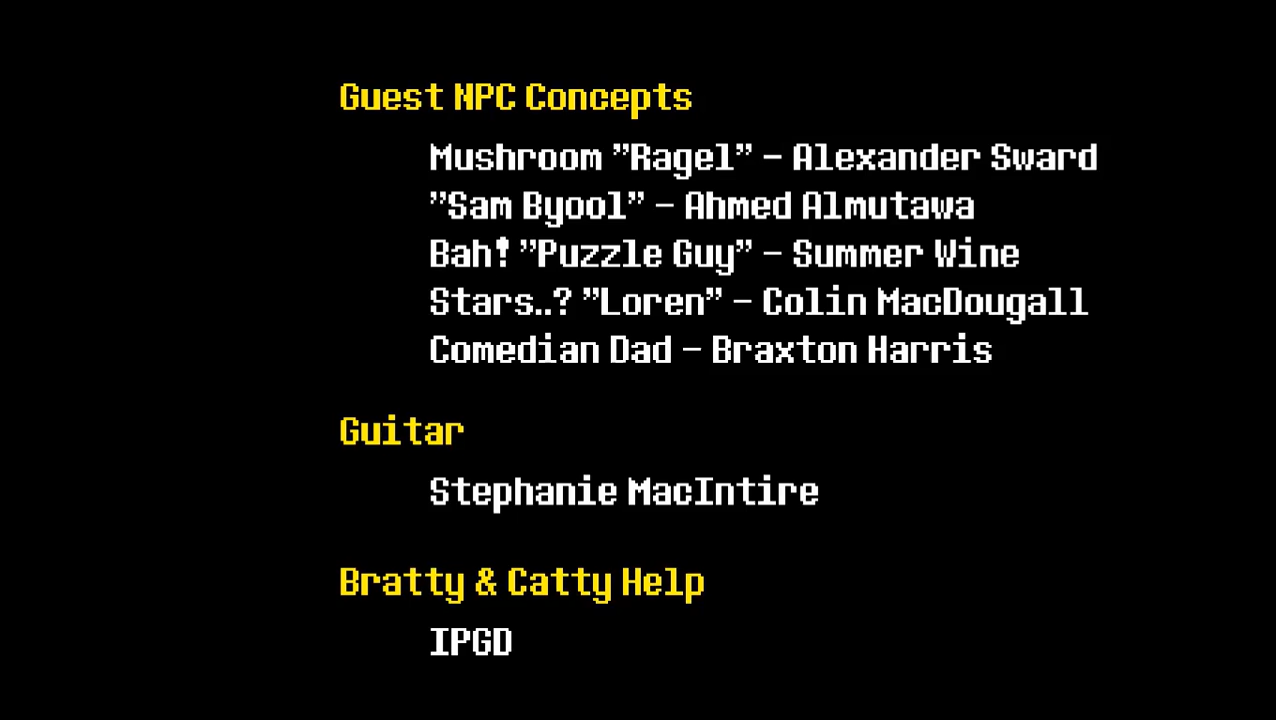 Guest NPC Concepts
Mushroom "Ragel" - Alexander Sward
"Sam Byool" - Ahmed Almutawa
Bah! "Puzzle Guy" - Summer Wine
Stars..? "Loren" - Colin MacDougall
Comedian Dad - Braxton Harris
Guitar
Stephanie MacIntire
Bratty & Catty Help
IPGD